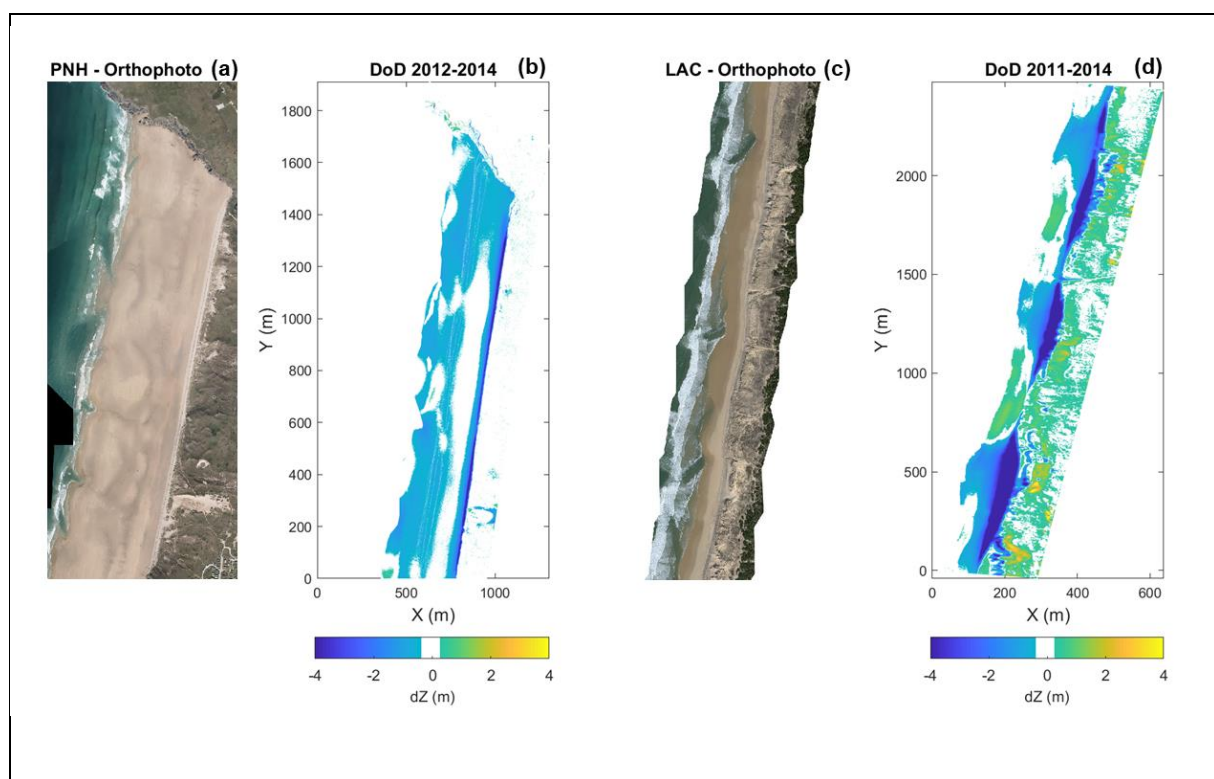 PNH - Orthophoto (a)
DoD 2012-2014 (b)
LAC - Orthophoto (c)
DoD 2011-2014 (d)
1800
1600
1400
1200
1000
800
600
400
200
0
Y (m)
0 500 1000
X (m)
-4 -2 0 2 4
dZ (m)
2000
1500
1000
500
0
Y (m)
0 200 400 600
X (m)
-4 -2 0 2 4
dZ (m)